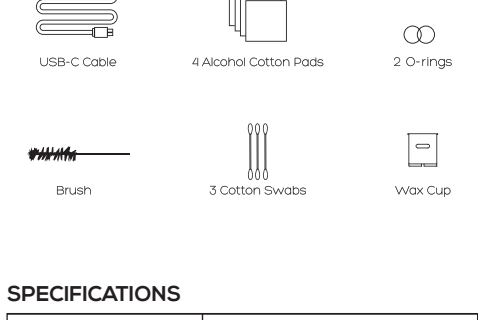 USB-C Cable
4 Alcohol Cotton Pads
2 O-rings
Brush
3 Cotton Swabs
Wax Cup
SPECIFICATIONS